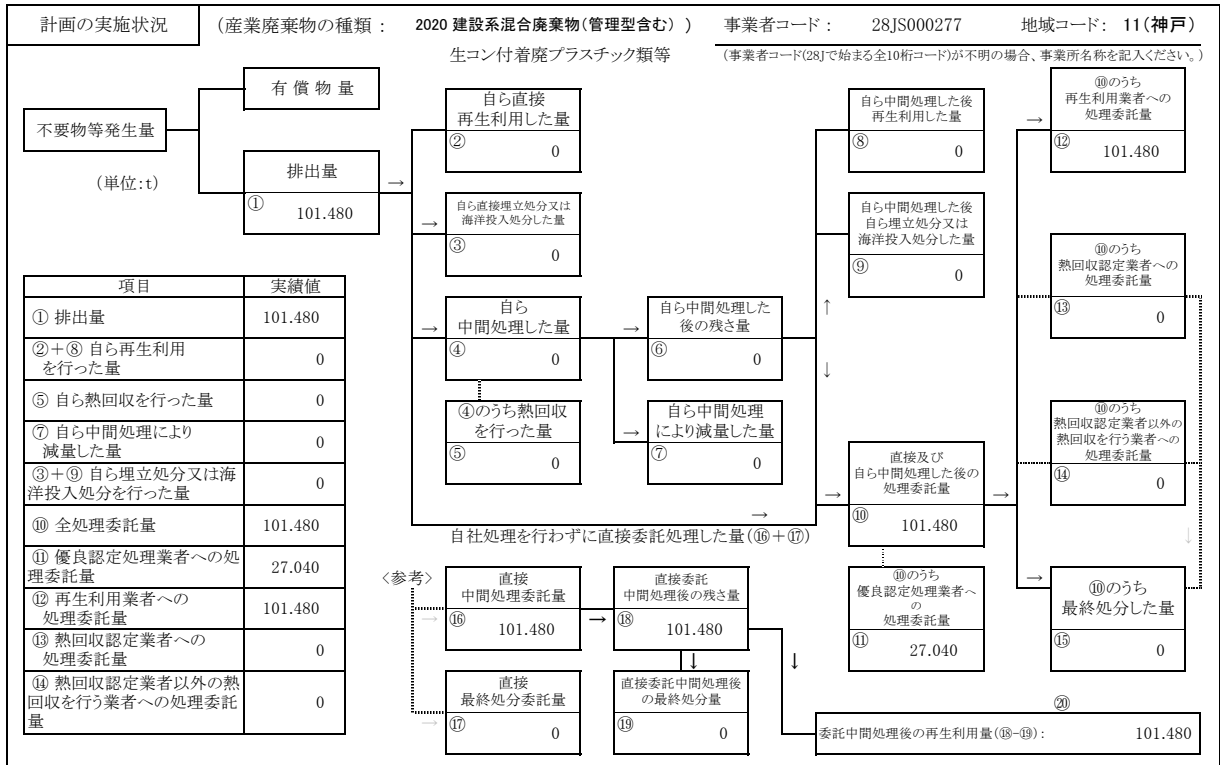 計画の実施状況 (産業廃棄物の種類: 2020 建設系混合廃棄物(管理型含む) ) 事業者コード: 28JS000277 地域コード: 11(神戸)
生コン付着廃プラスチック類等 (事業者コード(28Jで始まる全10桁コード)が不明の場合、事業所名称を記入ください。)
不要物等発生量
(単位:t)
有償物量
排出量
① 101.480
→
自ら直接
再生利用した量
② 0
→
自ら直接埋立処分又は
海洋投入処分した量
③ 0
→
自ら
中間処理した量
④ 0
④のうち熱回収
を行った量
⑤ 0
→
自ら中間処理した
後の残さ量
⑥ 0
→
自ら中間処理
により減量した量
⑦ 0
自ら中間処理した後
再生利用した量
⑧ 0
自ら中間処理した後
自ら埋立処分又は
海洋投入処分した量
⑨ 0
↑
↓
→
自社処理を行わずに直接委託処理した量(⑯+⑰)
→
直接及び
自ら中間処理した後の
処理委託量
⑩ 101.480
→
⑩のうち
優良認定処理業者へ
の
処理委託量
⑪ 27.040
→
⑩のうち
再生利用業者への
処理委託量
⑫ 101.480
⑩のうち
熱回収認定業者への
処理委託量
⑬ 0
⑩のうち
熱回収認定業者以外の
熱回収を行う業者への
処理委託量
⑭ 0
↓
→
⑩のうち
最終処分した量
⑮ 0
項目 実績値
① 排出量 101.480
②+⑧ 自ら再生利用
を行った量 0
⑤ 自ら熱回収を行った量 0
⑦ 自ら中間処理により
減量した量 0
③+⑨ 自ら埋立処分又は海
洋投入処分を行った量 0
⑩ 全処理委託量 101.480
⑪ 優良認定処理業者への処
理委託量 27.040
⑫ 再生利用業者への
処理委託量 101.480
⑬ 熱回収認定業者への
処理委託量 0
⑭ 熱回収認定業者以外の熱
回収を行う業者への処理委託
量 0
<参考>
→
直接
中間処理委託量
⑯ 101.480
→
直接委託
中間処理後の残さ量
⑱ 101.480
↓ ↓
→
直接
最終処分委託量
⑰ 0
直接委託中間処理後
の最終処分量
⑲ 0
⑳
委託中間処理後の再生利用量(⑱-⑲): 101.480